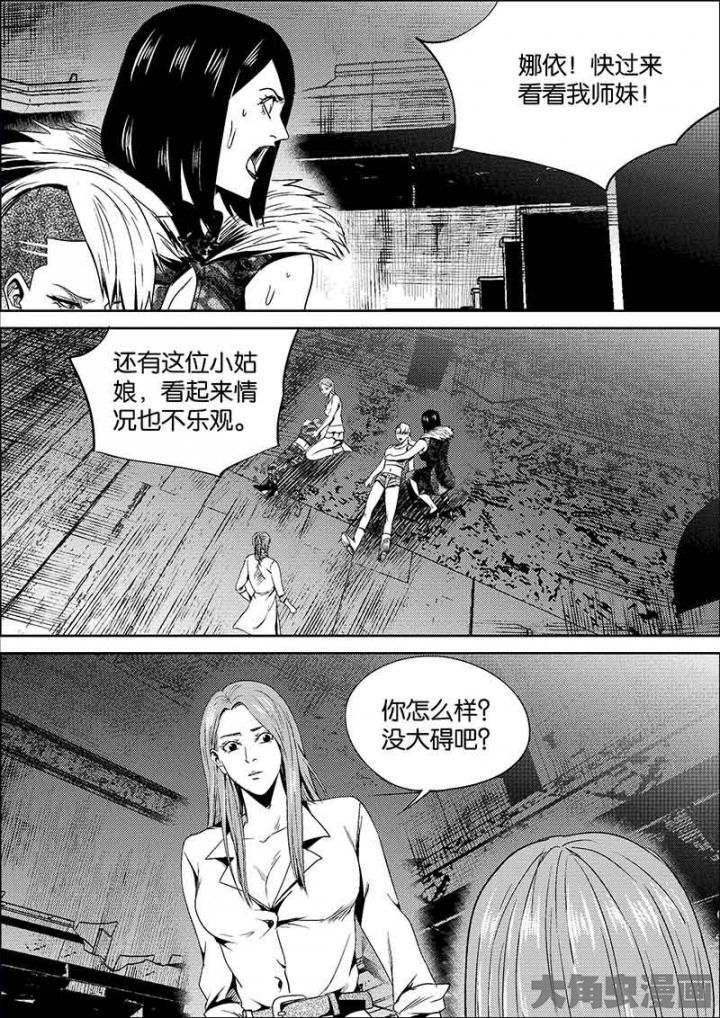 娜依！快过来
看看我师妹！
还有这位小姑
娘，看起来情
况也不乐观。
你怎么样？
没大碍吧？
大角虫漫画